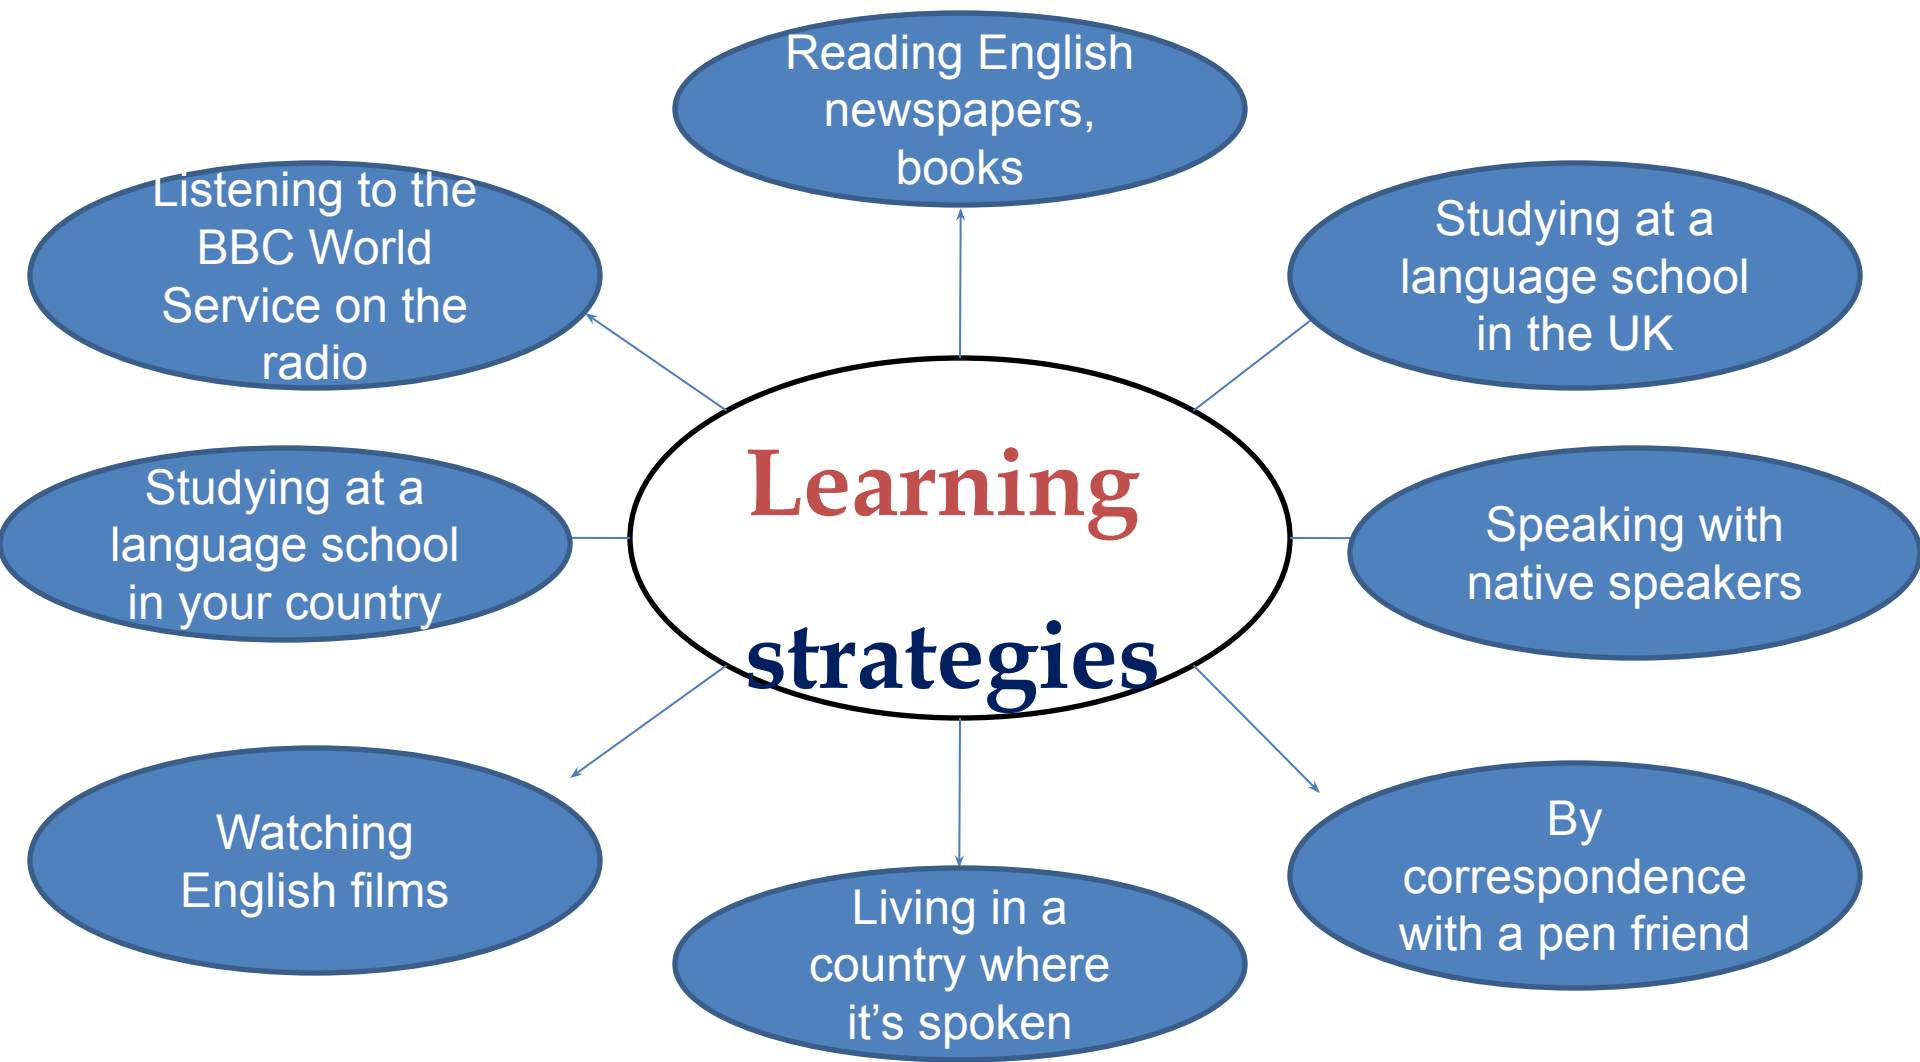 Reading English
newspapers,
books
Listening to the
BBC World
Service on the
radio
Studying at a
language school
in the UK
Learning
strategies
Studying at a
language school
in your country
Speaking with
native speakers
Watching
English films
Living in a
country where
it’s spoken
By
correspondence
with a pen friend